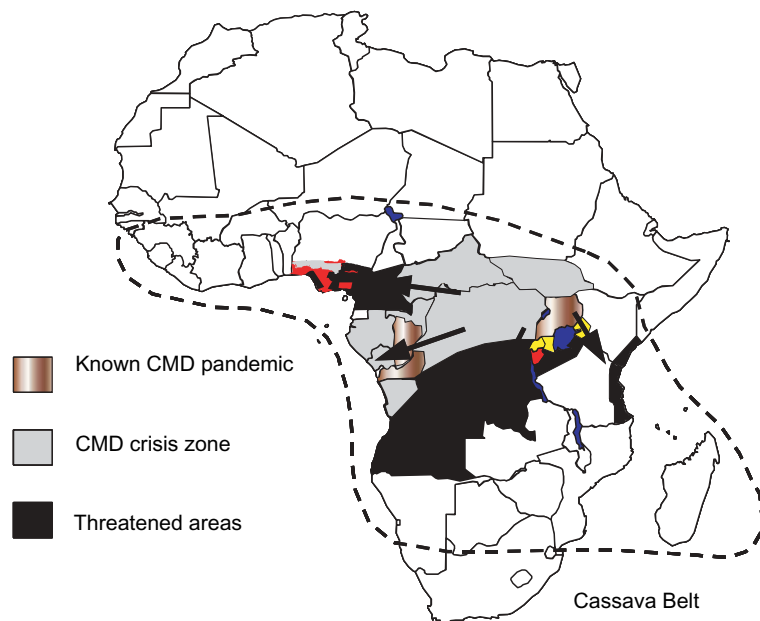 Known CMD pandemic
CMD crisis zone
Threatened areas
Cassava Belt